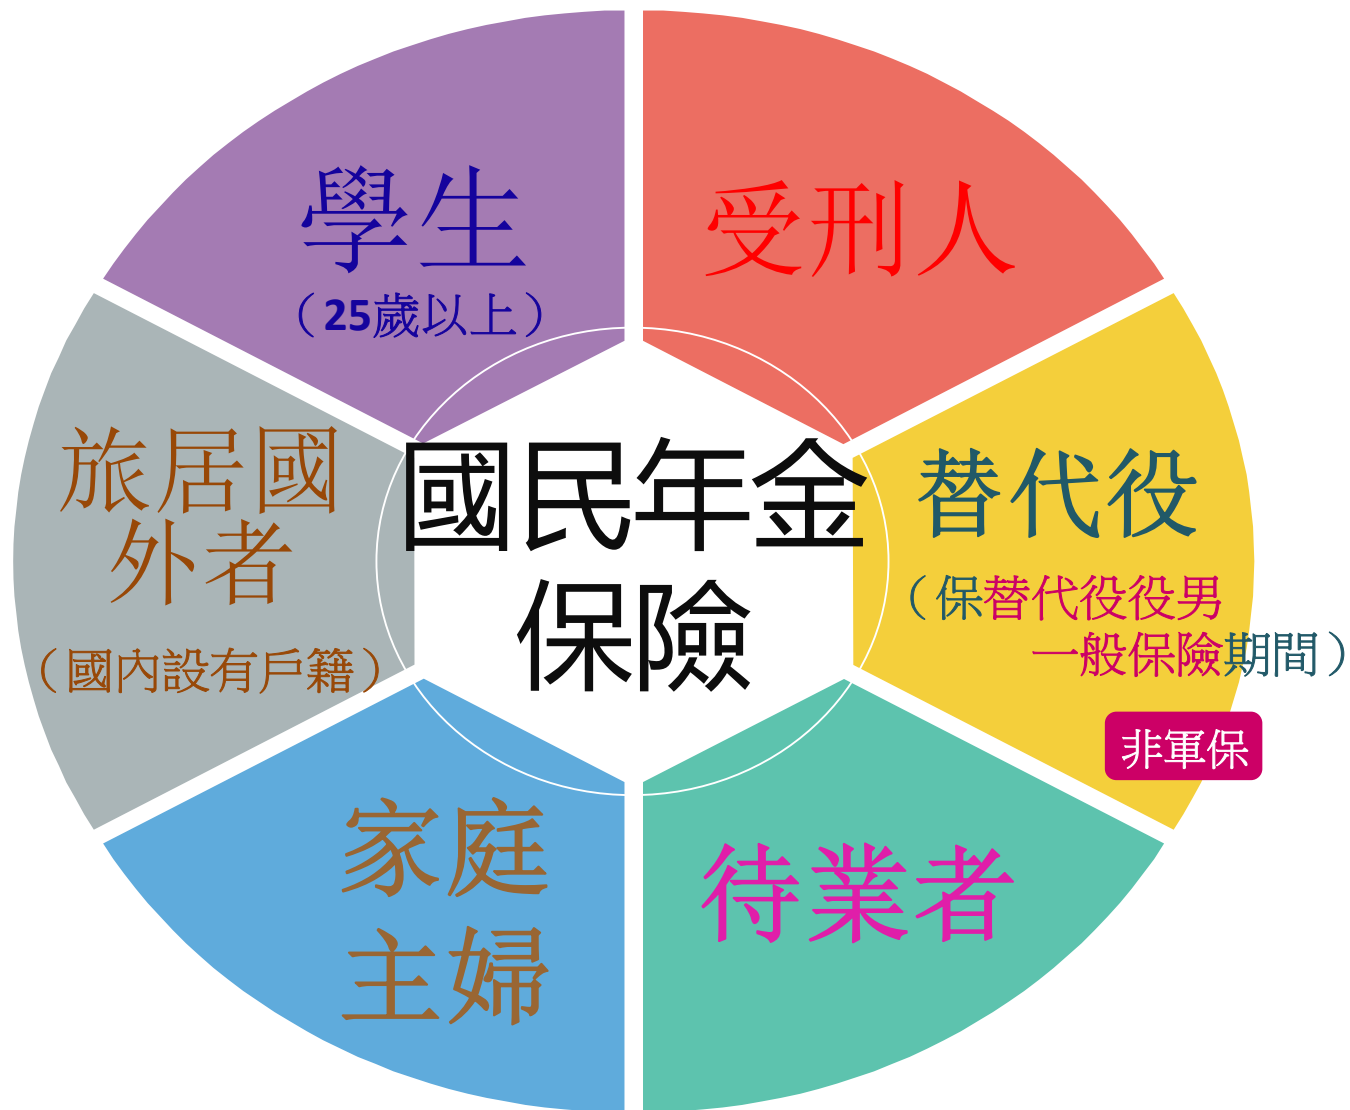 學生
（25歲以上）
受刑人
旅居國
外者
（國內設有戶籍）
國民年金
保險
替代役
（保替代役役男
一般保險期間）
非軍保
家庭
主婦
待業者